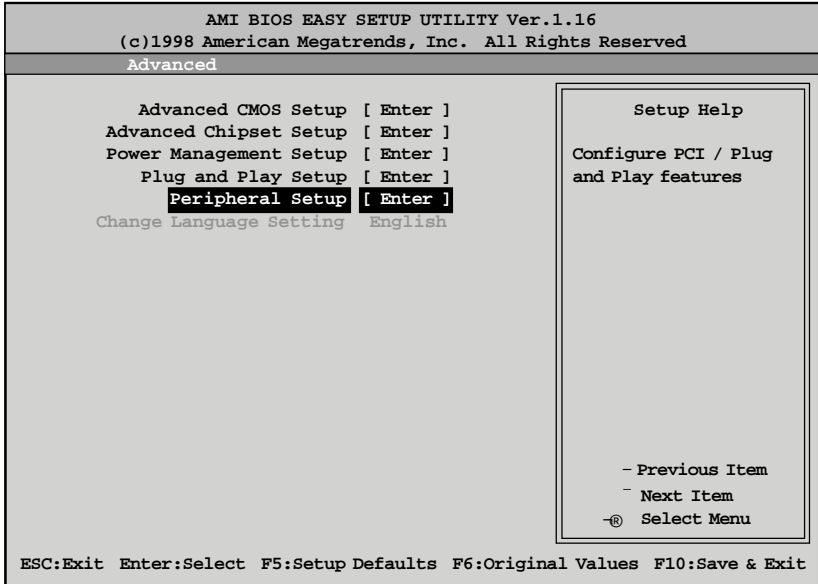 AMI BIOS EASY SETUP UTILITY Ver.1.16
(c)1998 American Megatrends, Inc. All Rights Reserved
Advanced
Advanced CMOS Setup [ Enter ]
Advanced Chipset Setup [ Enter ]
Power Management Setup [ Enter ]
Plug and Play Setup [ Enter ]
Peripheral Setup [ Enter ]
Change Language Setting English
Setup Help
Configure PCI / Plug
and Play features
- Previous Item
¯ Next Item
¬® Select Menu
ESC:Exit Enter:Select F5:Setup Defaults F6:Original Values F10:Save & Exit